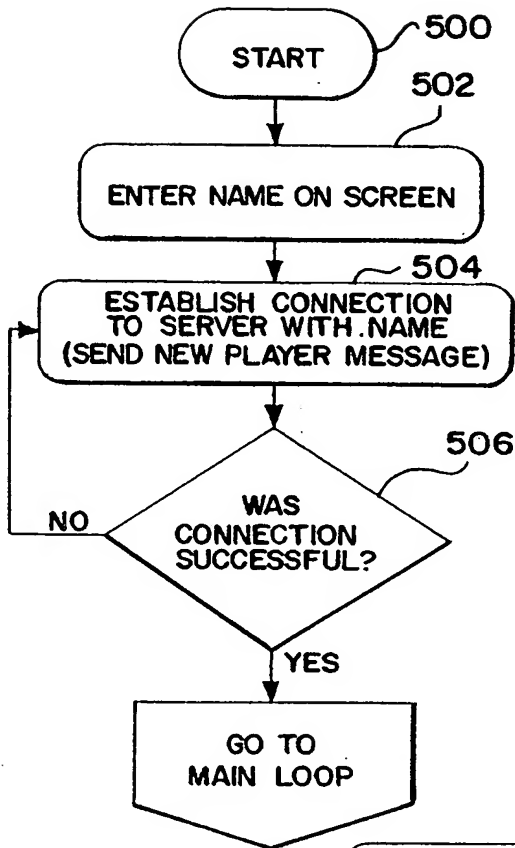 START
500
502
ENTER NAME ON SCREEN
504
ESTABLISH CONNECTION
TO SERVER WITH.NAME
(SEND NEW PLAYER MESSAGE)
506
WAS
CONNECTION
SUCCESSFUL?
NO
YES
GO TO
MAIN LOOP